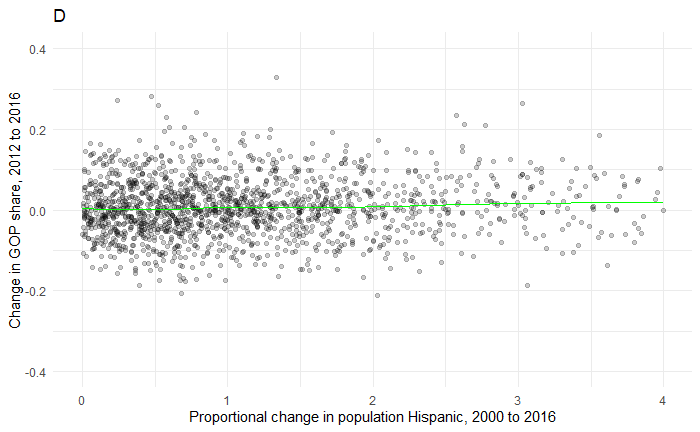 D
Change in GOP share, 2012 to 2016
0.4
0.2
0.0
-0.2
-0.4
0 1 2 3 4
Proportional change in population Hispanic, 2000 to 2016